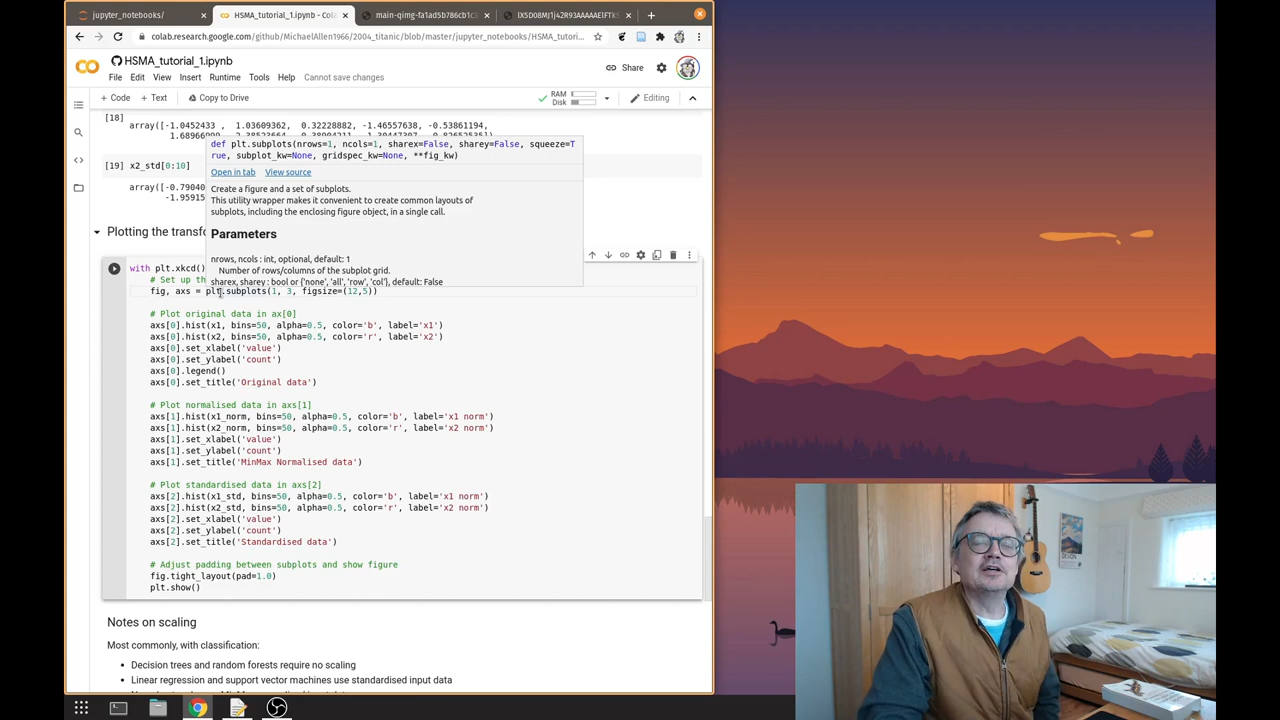 jupyter_notebooks/
HSMA_tutorial_1.ipynb - Cola
main-qimg-fa1ad5b786cb1c
colab.research.google.com/github/MichaelAllen1966/2004_titanic/blob/master/jupyter_notebooks/HSMA_tutori...
HSMA_tutorial_1.ipynb
Share
File Edit View Insert Runtime Tools Help Cannot save changes
+ Code + Text Copy to Drive
RAM
Disk
Editing
[18]
array([-1.0452433 , 1.03609362, 0.32228882, -1.46557638, -0.53861194,
def plt.subplots(nrows=1, ncols=1, sharex=False, sharey=False, squeeze=T
rue, subplot_kw=None, gridspec_kw=None, **fig_kw)
[19] x2_std[0:10]
Open in tab View source
array([-0.79040
-1.95915
Create a figure and a set of subplots.
This utility wrapper makes it convenient to create common layouts of
subplots, including the enclosing figure object, in a single call.
Plotting the transfo
Parameters
nrows, ncols : int, optional, default: 1
Number of rows/columns of the subplot grid.
sharex, sharey : bool or {'none', 'all', 'row', 'col'}, default: False
with plt.xkcd()
# Set up th
fig, axs = plt.subplots(1, 3, figsize=(12,5))
# Plot original data in ax[0]
axs[0].hist(x1, bins=50, alpha=0.5, color='b', label='x1')
axs[0].hist(x2, bins=50, alpha=0.5, color='r', label='x2')
axs[0].set_xlabel('value')
axs[0].set_ylabel('count')
axs[0].legend()
axs[0].set_title('Original data')
# Plot normalised data in axs[1]
axs[1].hist(x1_norm, bins=50, alpha=0.5, color='b', label='x1 norm')
axs[1].hist(x2_norm, bins=50, alpha=0.5, color='r', label='x2 norm')
axs[1].set_xlabel('value')
axs[1].set_ylabel('count')
axs[1].set_title('MinMax Normalised data')
# Plot standardised data in axs[2]
axs[2].hist(x1_std, bins=50, alpha=0.5, color='b', label='x1 norm')
axs[2].hist(x2_std, bins=50, alpha=0.5, color='r', label='x2 norm')
axs[2].set_xlabel('value')
axs[2].set_ylabel('count')
axs[2].set_title('Standardised data')
# Adjust padding between subplots and show figure
fig.tight_layout(pad=1.0)
plt.show()
Notes on scaling
Most commonly, with classification:
Decision trees and random forests require no scaling
Linear regression and support vector machines use standardised input data
DEVON